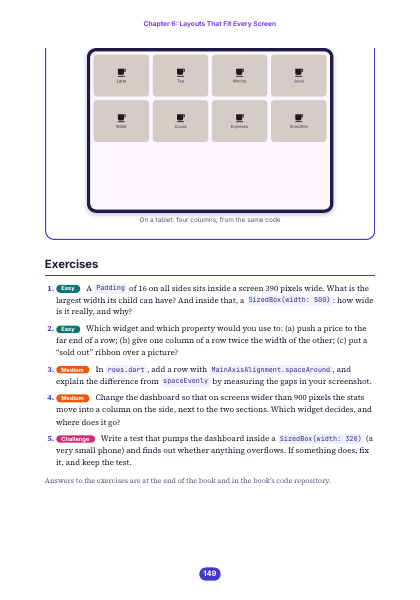 Chapter 6: Layouts That Fit Every Screen
Latte
Tea
Mocha
Juice
Water
Cocoa
Espresso
Smoothie
On a tablet: four columns, from the same code
Exercises
1. Easy A Padding of 16 on all sides sits inside a screen 390 pixels wide. What is the
largest width its child can have? And inside that, a SizedBox(width: 500): how wide
is it really, and why?
2. Easy Which widget and which property would you use to: (a) push a price to the
far end of a row; (b) give one column of a row twice the width of the other; (c) put a
“sold out” ribbon over a picture?
3. Medium In rows.dart, add a row with MainAxisAlignment.spaceAround, and
explain the difference from spaceEvenly by measuring the gaps in your screenshot.
4. Medium Change the dashboard so that on screens wider than 900 pixels the stats
move into a column on the side, next to the two sections. Which widget decides, and
where does it go?
5. Challenge Write a test that pumps the dashboard inside a SizedBox(width: 320) (a
very small phone) and finds out whether anything overflows. If something does, fix
it, and keep the test.
Answers to the exercises are at the end of the book and in the book’s code repository.
149